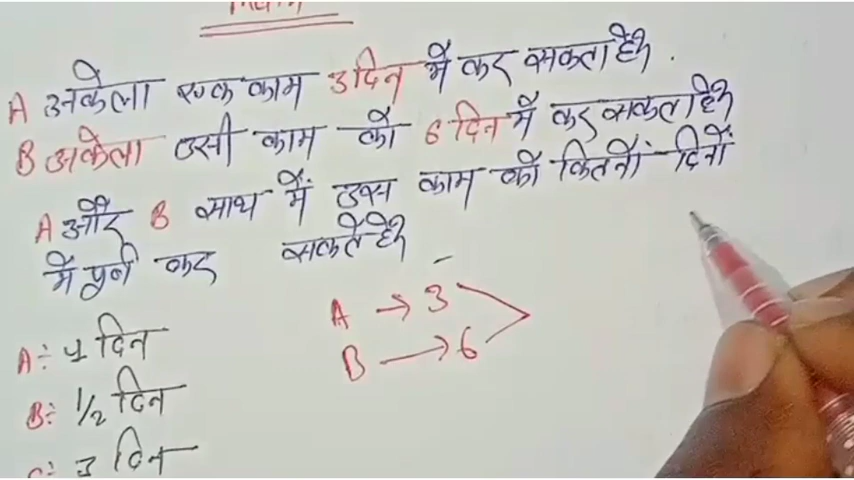 A अकेला एक काम 3 दिन में कर सकता है।
B अकेला उसी काम को 6 दिन में कर सकता है।
A और B साथ में उस काम को कितनों दिनों
में पूर्ण कर सकते है।
A → 3
B → 6
A÷ 4 दिन
B÷ 1/2 दिन
3 दिन